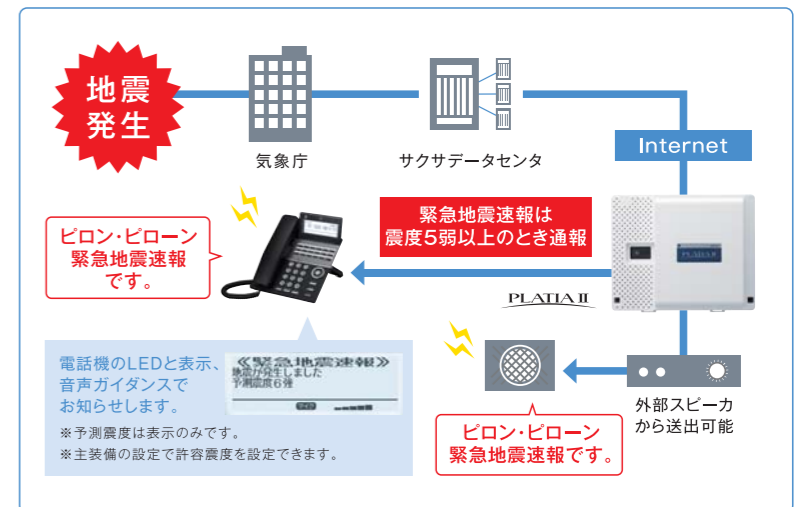 地震
発生
気象庁
サクサデータセンタ
Internet
緊急地震速報は
震度5弱以上のとき通報
ピロン・ピローン
緊急地震速報
です。
PLATIA II
PLATIA II
電話機のLEDと表示、
音声ガイダンスで
お知らせします。
≪緊急地震速報≫
地震が発生しました
予測震度6強
※予測震度は表示のみです。
※主装備の設定で許容震度を設定できます。
外部スピーカ
から送出可能
ピロン・ピローン
緊急地震速報です。